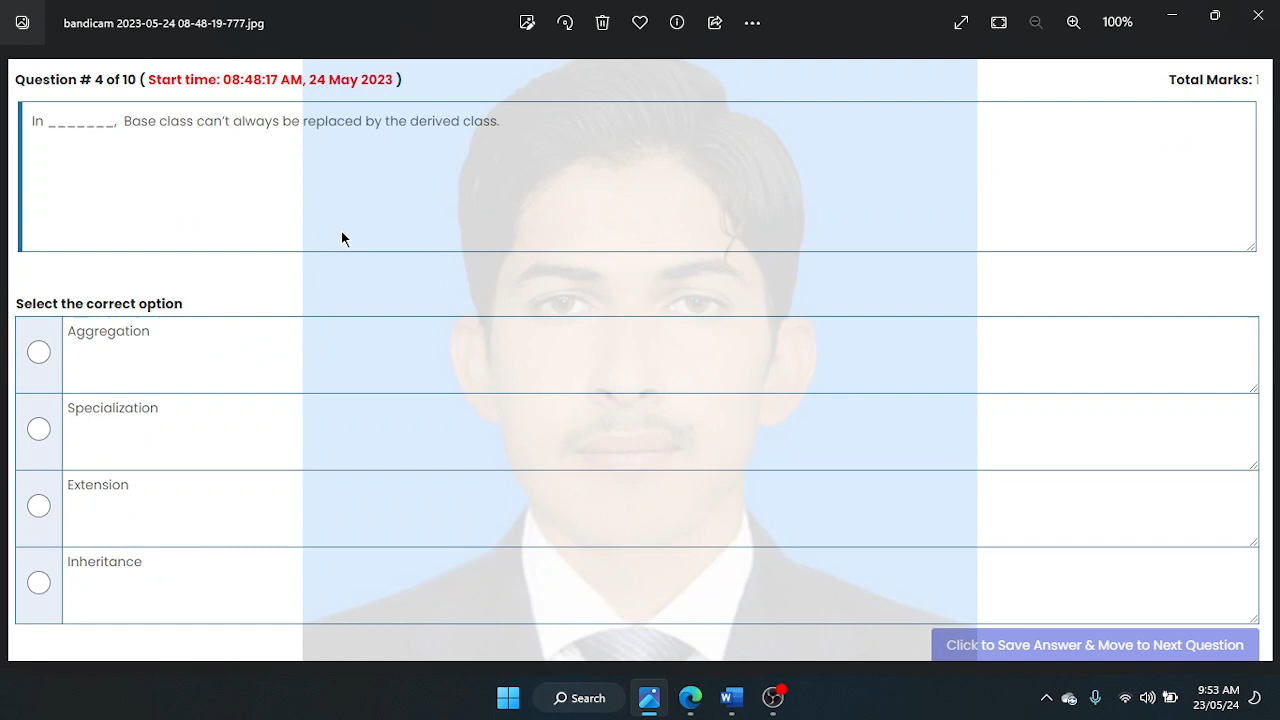 bandicam 2023-05-24 08-48-19-777.jpg
100%
Question # 4 of 10 ( Start time: 08:48:17 AM, 24 May 2023 )
Total Marks: 1
In _______, Base class can't always be replaced by the derived class.
Select the correct option
Aggregation
Specialization
Extension
Inheritance
Click to Save Answer & Move to Next Question
Search
9:53 AM
23/05/24